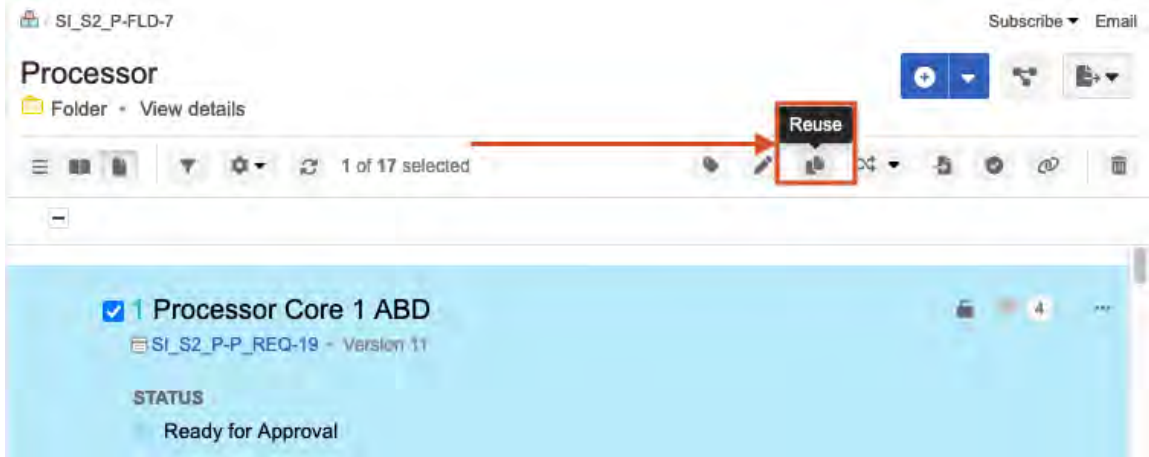 SI_S2_P-FLD-7
Subscribe Email
Processor
Folder • View details
Reuse
1 of 17 selected
1 Processor Core 1 ABD
4
SI_S2_P-P_REQ-19 - Version 11
STATUS
Ready for Approval